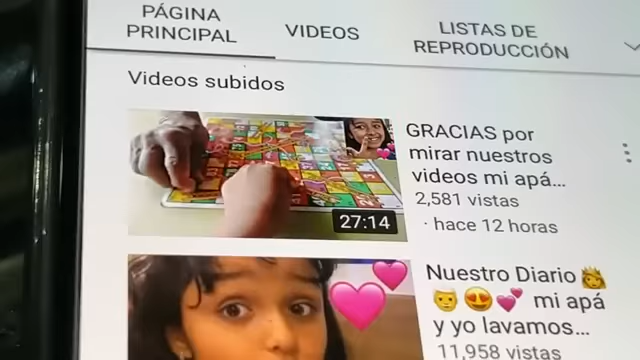 PÁGINA
PRINCIPAL
VIDEOS
LISTAS DE
REPRODUCCIÓN
Videos subidos
27:14
GRACIAS por
mirar nuestros
videos mi apá...
2,581 vistas
· hace 12 horas
Nuestro Diario 👸
👨😍💕 mi apá
y yo lavamos...
11,958 vistas